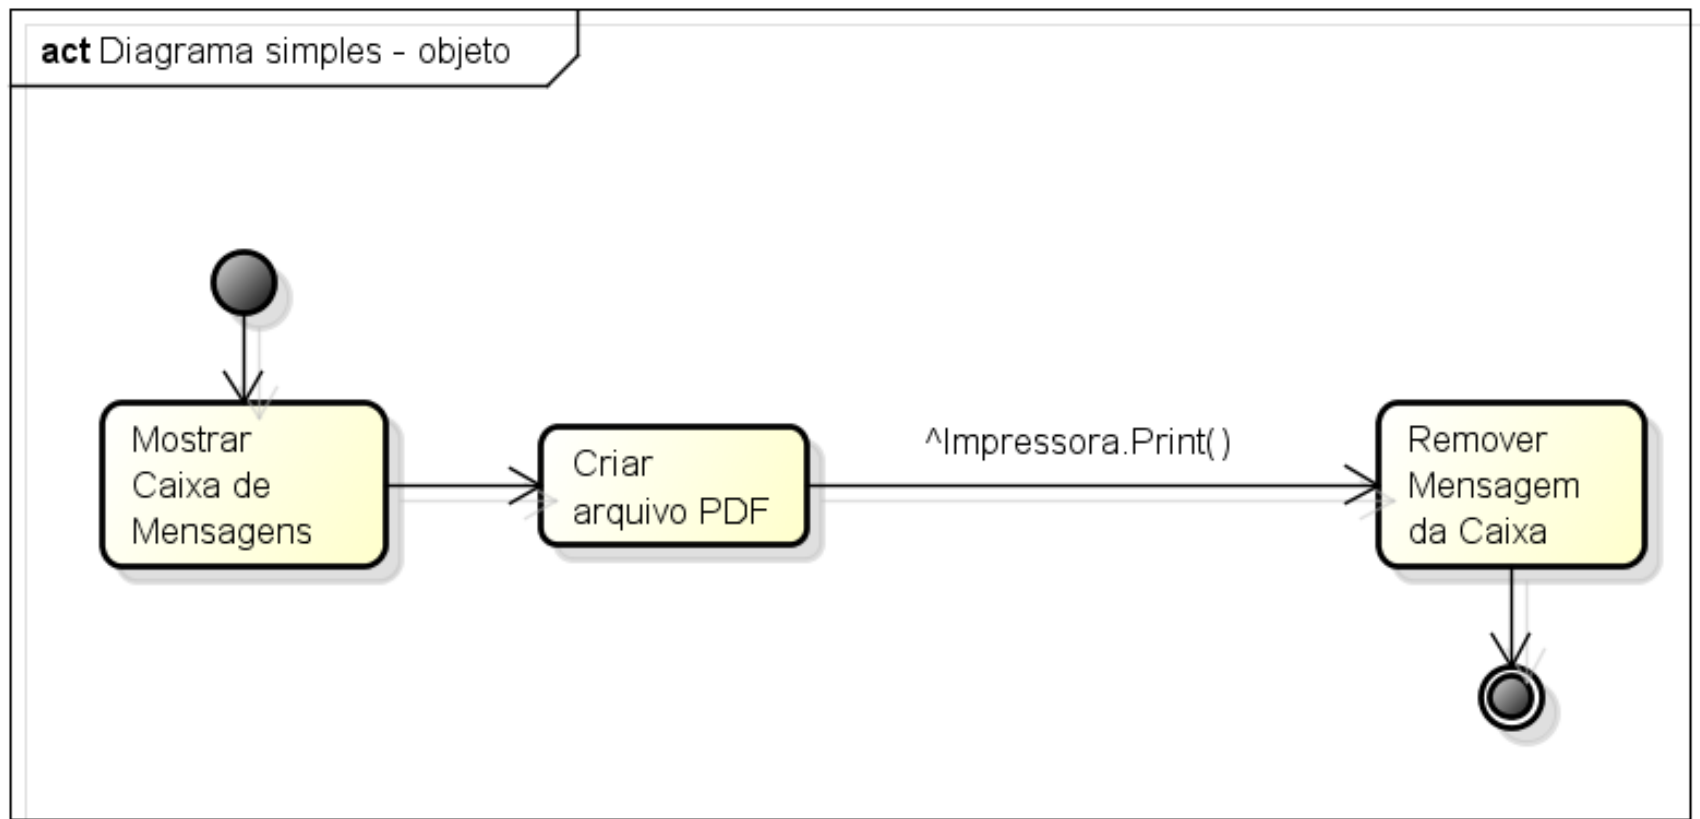 act Diagrama simples - objeto
Mostrar
Caixa de
Mensagens
Criar
arquivo PDF
^Impressora.Print()
Remover
Mensagem
da Caixa